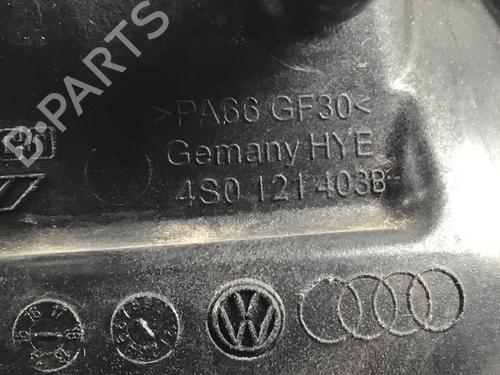 B-PARTS
>PA66 GF30<
Gemany HYE
4S0 121 403B